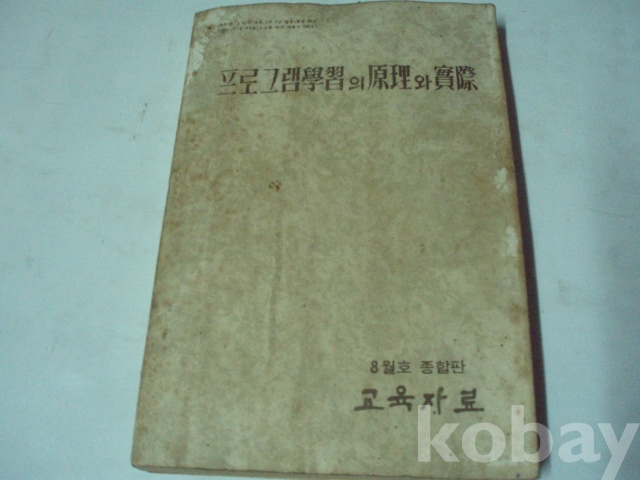 프로그램學習의 原理와 實際
8월호 종합판
교육자료
kobay